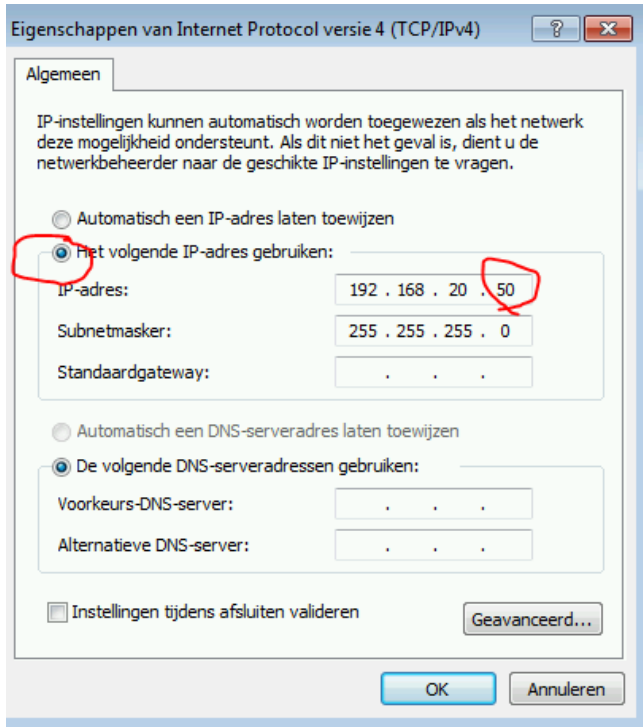 Eigenschappen van Internet Protocol versie 4 (TCP/IPv4)
Algemeen
IP-instellingen kunnen automatisch worden toegewezen als het netwerk
deze mogelijkheid ondersteunt. Als dit niet het geval is, dient u de
netwerkbeheerder naar de geschikte IP-instellingen te vragen.
Automatisch een IP-adres laten toewijzen
Het volgende IP-adres gebruiken:
IP-adres: 192 . 168 . 20 . 50
Subnetmasker: 255 . 255 . 255 . 0
Standaardgateway: . . .
Automatisch een DNS-serveradres laten toewijzen
De volgende DNS-serveradressen gebruiken:
Voorkeurs-DNS-server: . . .
Alternatieve DNS-server: . . .
Instellingen tijdens afsluiten valideren
Geavanceerd...
OK Annuleren